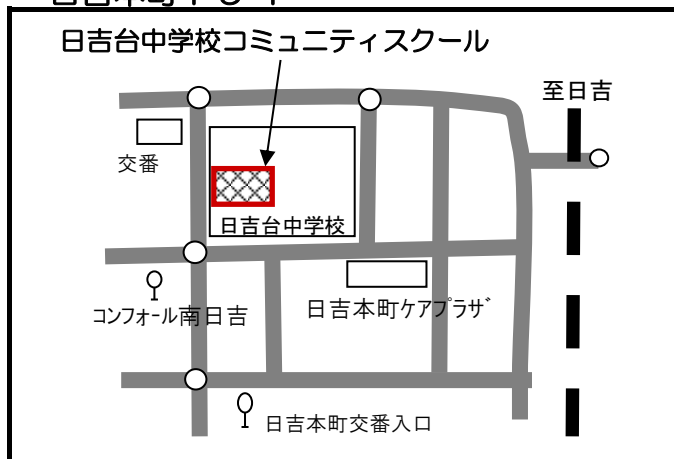 日吉台中学校コミュニティスクール
至日吉
交番
日吉台中学校
コンフォール南日吉
日吉本町ケアプラザ
日吉本町交番入口